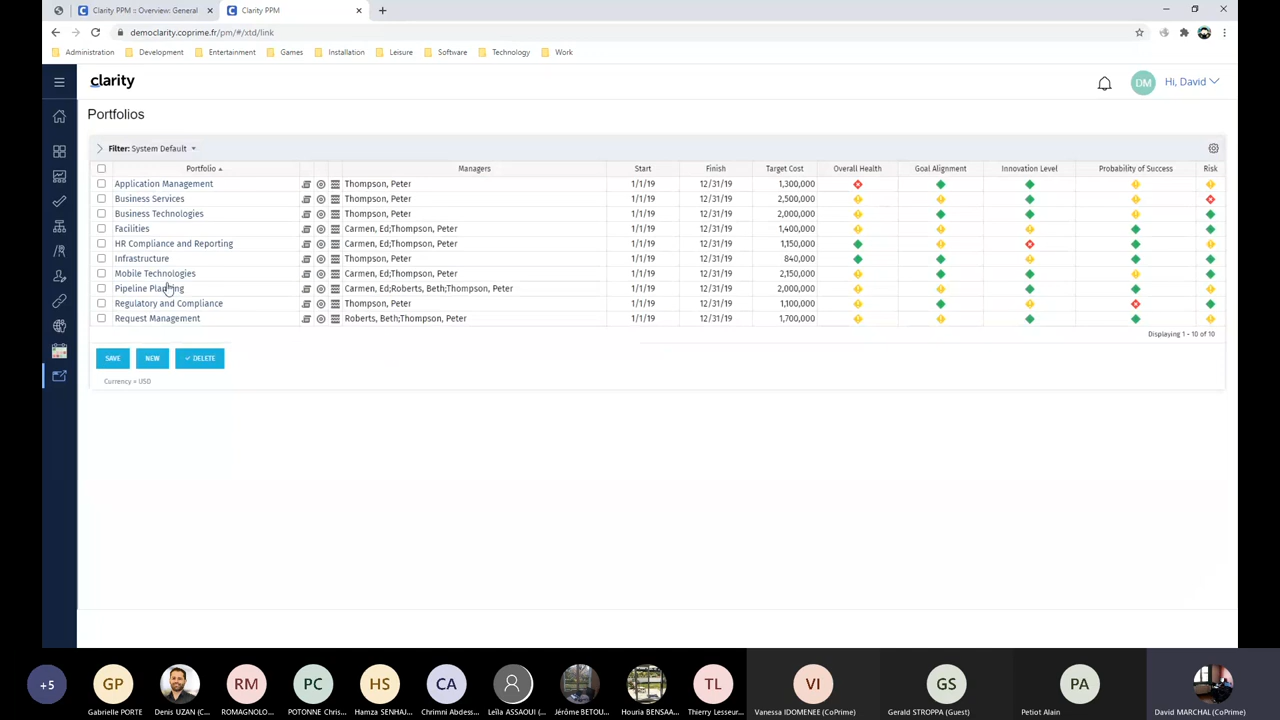 Clarity PPM :: Overview: General
Clarity PPM
democlarity.coprime.fr/pm/#/xtd/link
Administration Development Entertainment Games Installation Leisure Software Technology Work
clarity
DM Hi, David
Portfolios
Filter: System Default
Portfolio Managers Start Finish Target Cost Overall Health Goal Alignment Innovation Level Probability of Success Risk
Application Management Thompson, Peter 1/1/19 12/31/19 1,300,000
Business Services Thompson, Peter 1/1/19 12/31/19 2,500,000
Business Technologies Thompson, Peter 1/1/19 12/31/19 2,000,000
Facilities Carmen, Ed;Thompson, Peter 1/1/19 12/31/19 1,400,000
HR Compliance and Reporting Carmen, Ed;Thompson, Peter 1/1/19 12/31/19 1,150,000
Infrastructure Thompson, Peter 1/1/19 12/31/19 840,000
Mobile Technologies Carmen, Ed;Thompson, Peter 1/1/19 12/31/19 2,150,000
Pipeline Planning Carmen, Ed;Roberts, Beth;Thompson, Peter 1/1/19 12/31/19 2,000,000
Regulatory and Compliance Thompson, Peter 1/1/19 12/31/19 1,100,000
Request Management Roberts, Beth;Thompson, Peter 1/1/19 12/31/19 1,700,000
Displaying 1 - 10 of 10
SAVE NEW DELETE
Currency = USD
+5 GP RM PC HS CA TL VI GS PA
Gabrielle PORTE Denis UZAN (C... ROMAGNOLO... POTONNE Chris... Hamza SENHAJ... Chrimni Abdess... Leïla ASSAOUI (... Jérôme BETOU... Houria BENSAA... Thierry Lesseur... Vanessa IDOMENEE (CoPrime) Gerald STROPPA (Guest) Petiot Alain David MARCHAL (CoPrime)